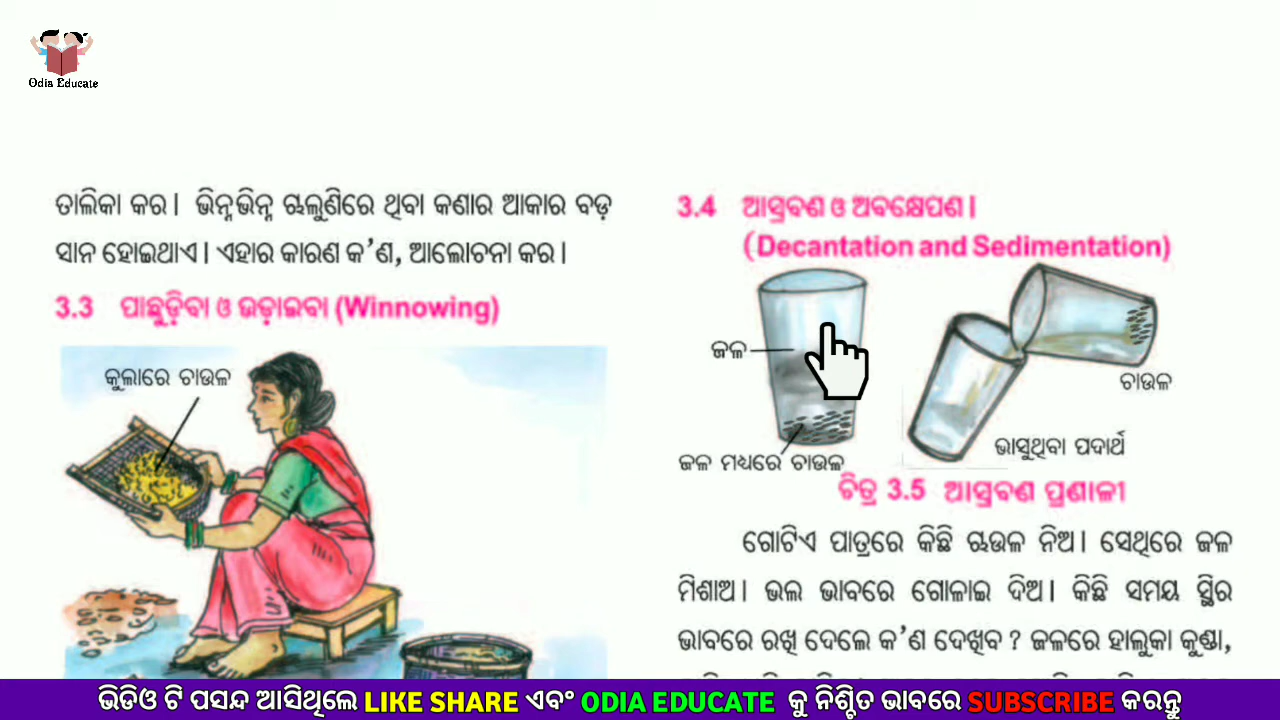 Odia Educate
ତାଲିକା କର। ଭିନ୍ନଭିନ୍ନ ଋଲୁଣିରେ ଥିବା କଣାର ଆକାର ବଡ଼
ସାନ ହୋଇଥାଏ। ଏହାର କାରଣ କ'ଣ, ଆଲୋଚନା କର।
3.3 ପାଛୁଡ଼ିବା ଓ ଉଡ଼ାଇବା (Winnowing)
କୁଲାରେ ଚାଉଳ
3.4 ଆସ୍ରବଣ ଓ ଅବକ୍ଷେପଣ।
(Decantation and Sedimentation)
ଜଳ
ଚାଉଳ
ଭାସୁଥିବା ପଦାର୍ଥ
ଜଳ ମଧ୍ୟରେ ଚାଉଳ
ଚିତ୍ର 3.5 ଆସ୍ରବଣ ପ୍ରଣାଳୀ
ଗୋଟିଏ ପାତ୍ରରେ କିଛି ଋଉଳ ନିଅ। ସେଥିରେ ଜଳ
ମିଶାଅ। ଭଲ ଭାବରେ ଗୋଳାଇ ଦିଅ। କିଛି ସମୟ ସ୍ଥିର
ଭାବରେ ରଖି ଦେଲେ କ'ଣ ଦେଖିବ ? ଜଳରେ ହାଲୁକା କୁଣ୍ଡା,
ଭିଡିଓ ଟି ପସନ୍ଦ ଆସିଥିଲେ LIKE SHARE ଏବଂ ODIA EDUCATE କୁ ନିଶ୍ଚିତ ଭାବରେ SUBSCRIBE କରନ୍ତୁ